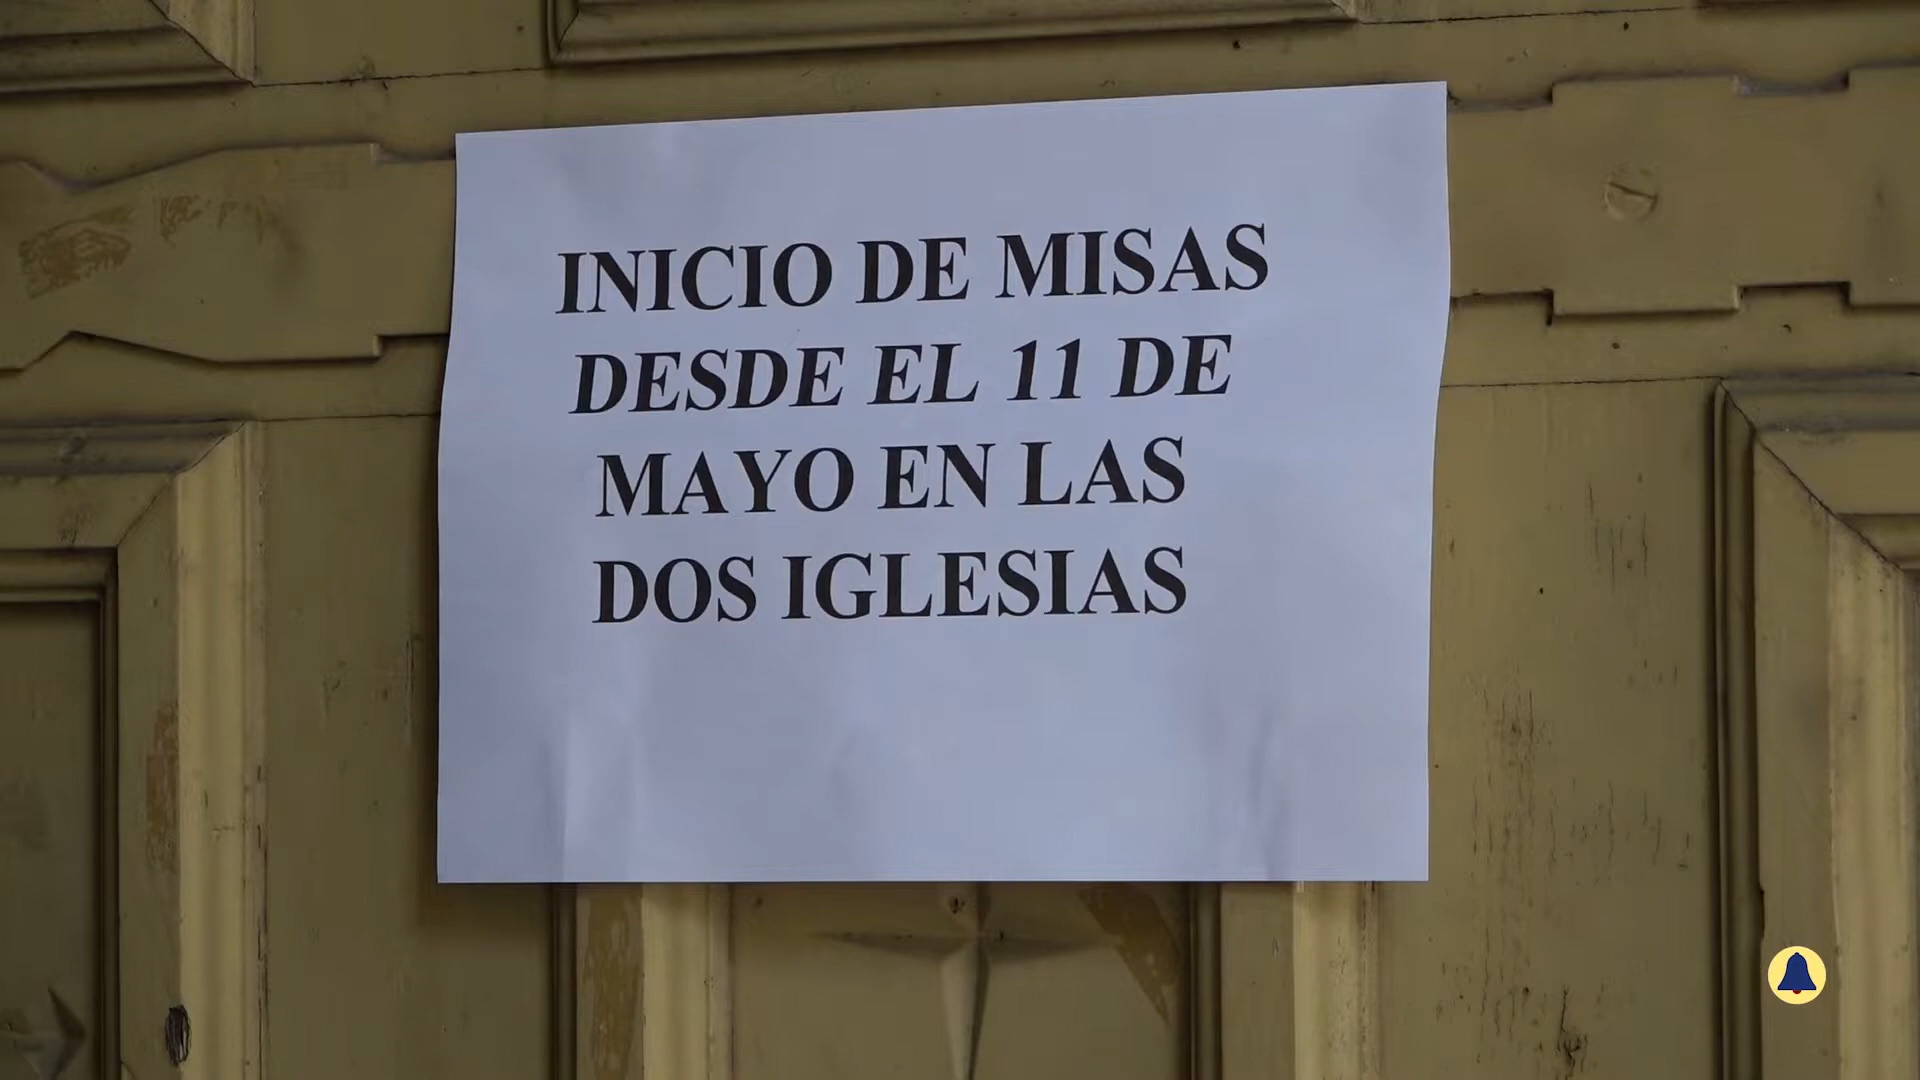 INICIO DE MISAS
DESDE EL 11 DE
MAYO EN LAS
DOS IGLESIAS